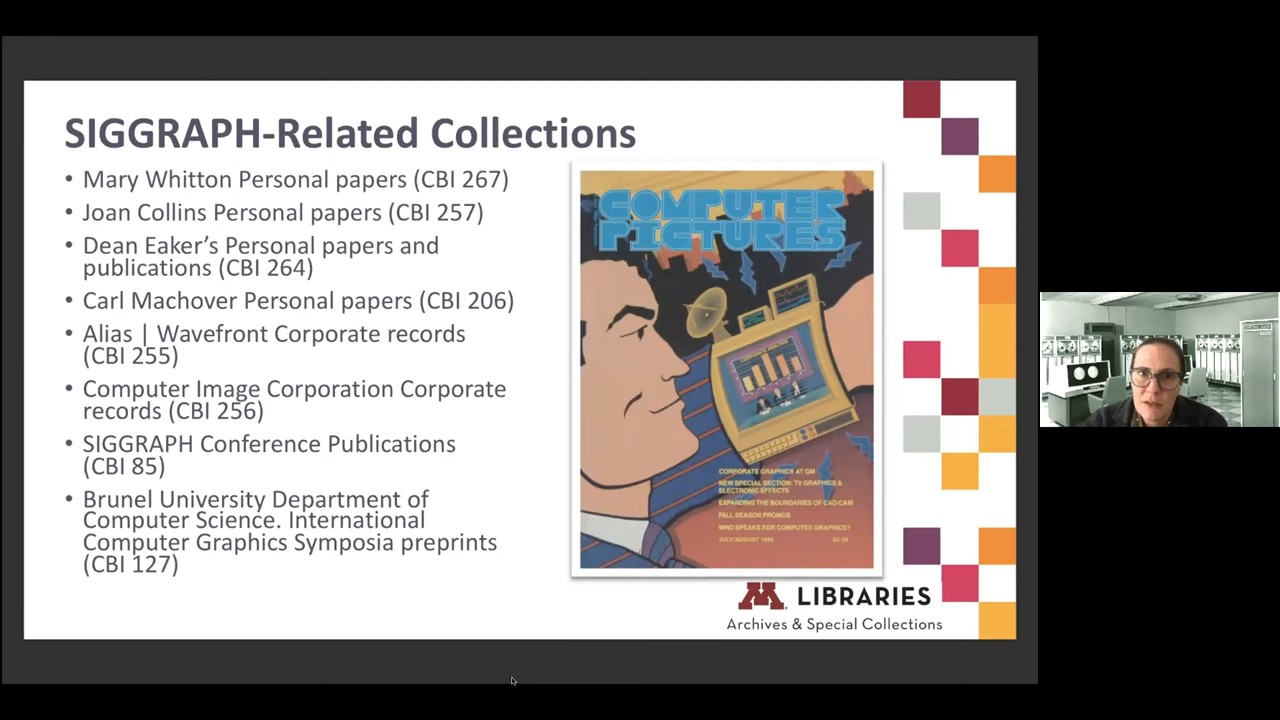 SIGGRAPH-Related Collections
• Mary Whitton Personal papers (CBI 267)
• Joan Collins Personal papers (CBI 257)
• Dean Eaker’s Personal papers and
publications (CBI 264)
• Carl Machover Personal papers (CBI 206)
• Alias | Wavefront Corporate records
(CBI 255)
• Computer Image Corporation Corporate
records (CBI 256)
• SIGGRAPH Conference Publications
(CBI 85)
• Brunel University Department of
Computer Science. International
Computer Graphics Symposia preprints
(CBI 127)
COMPUTER
PICTURES
CORPORATE ANALYSIS
CORPORATE GRAPHICS AT GM
NEW SPECIAL SECTION: TV GRAPHICS &
ELECTRONIC EFFECTS
EXPANDING THE BOUNDARIES OF CAD/CAM
FALL SEASON PROMOS
WHO SPEAKS FOR COMPUTER GRAPHICS?
JULY/AUGUST
M LIBRARIES
Archives & Special Collections